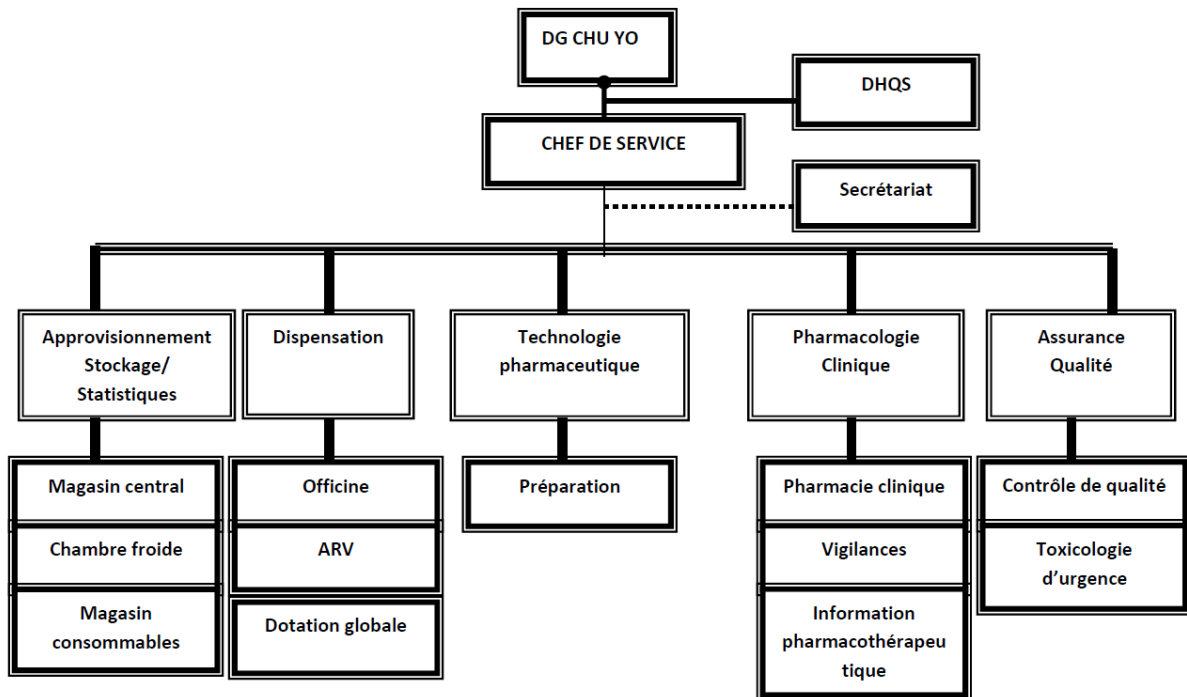 DG CHU YO
DHQS
CHEF DE SERVICE
Secrétariat
Approvisionnement
Stockage/
Statistiques
Dispensation
Technologie
pharmaceutique
Pharmacologie
Clinique
Assurance
Qualité
Magasin central
Chambre froide
Magasin
consommables
Officine
ARV
Dotation globale
Préparation
Pharmacie clinique
Vigilances
Information
pharmacothérapeu
tique
Contrôle de qualité
Toxicologie
d’urgence